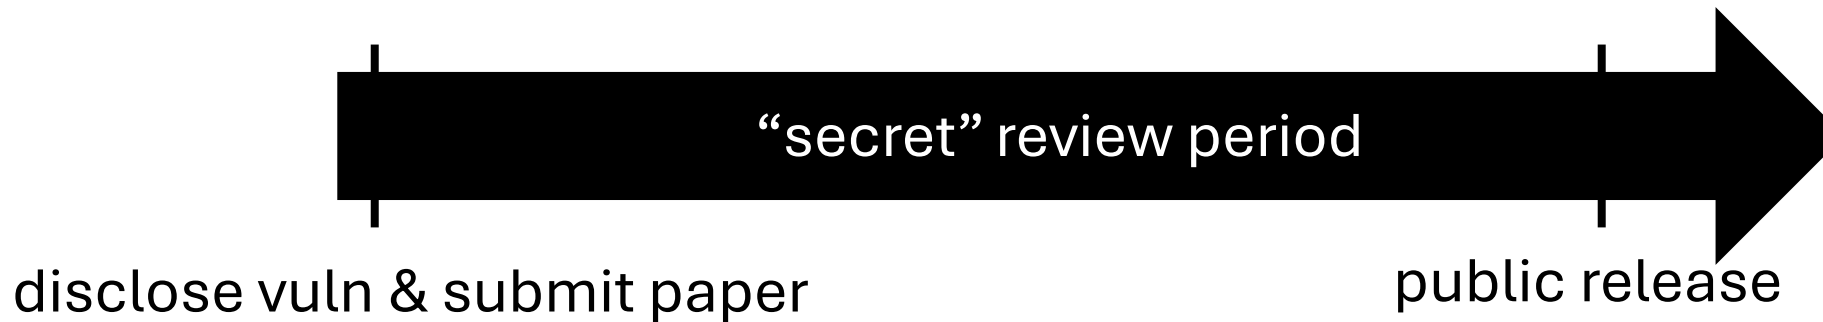 “secret” review period
disclose vuln & submit paper
public release